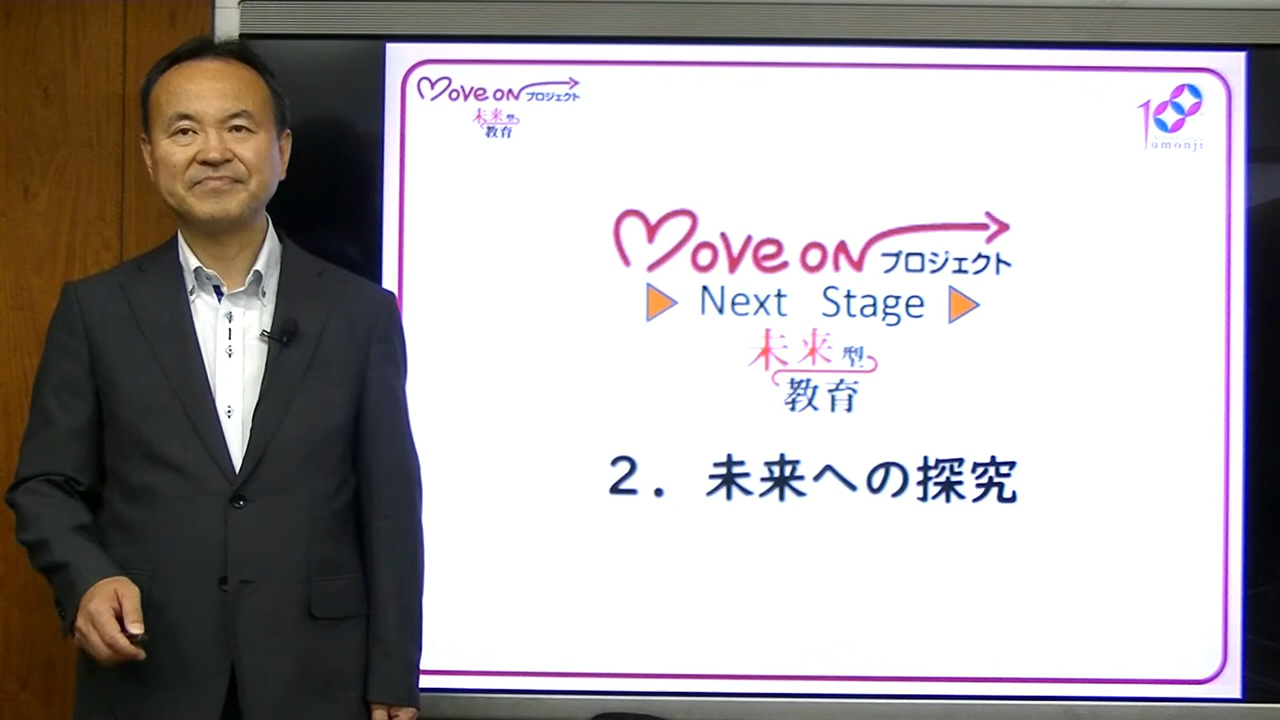 Move on プロジェクト
未来型
教育
10
Jumonji
Move on プロジェクト
Next Stage
未来型
教育
2．未来への探究